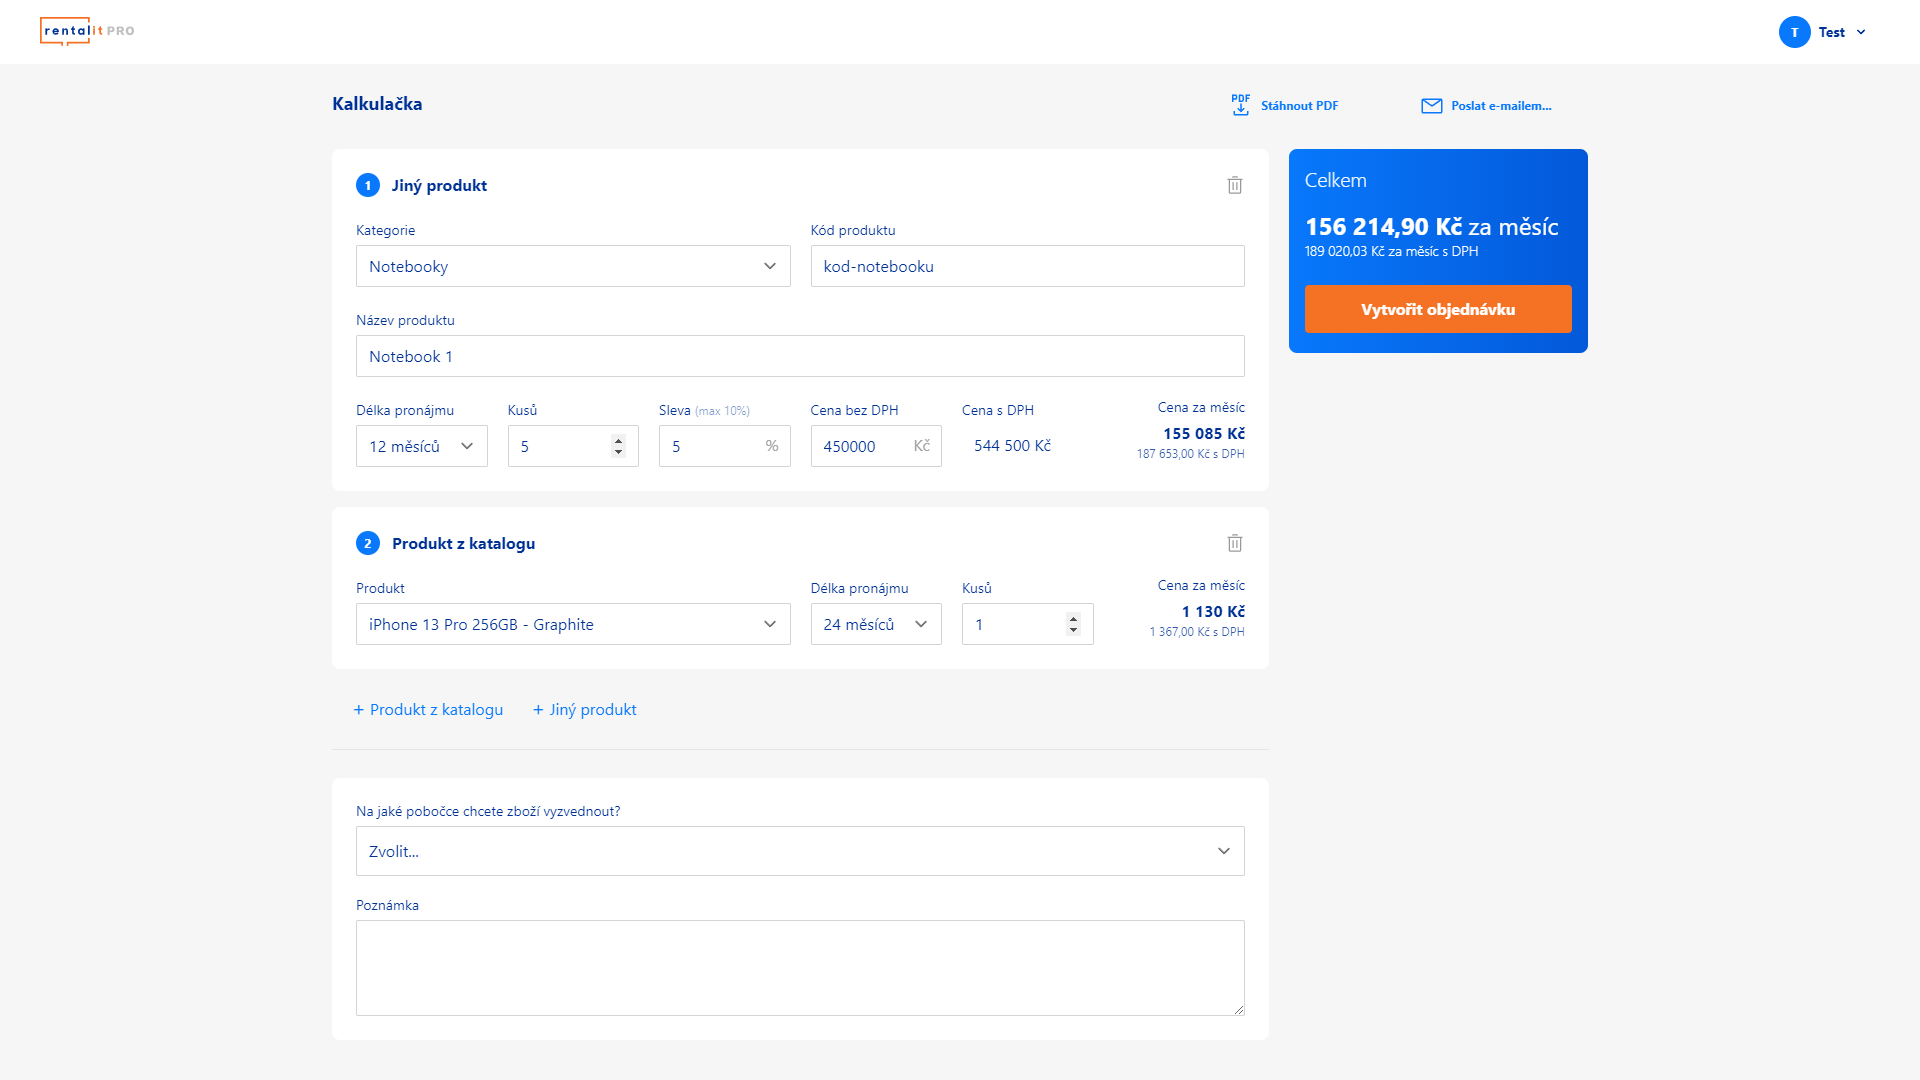 rentalit PRO
T Test
Kalkulačka
PDF Stáhnout PDF
Poslat e-mailem...
1 Jiný produkt
Kategorie
Kód produktu
Notebooky
kod-notebooku
Název produktu
Notebook 1
Délka pronájmu
Kusů
Sleva (max 10%)
Cena bez DPH
Cena s DPH
Cena za měsíc
12 měsíců
5
5 %
450000 Kč
544 500 Kč
155 085 Kč
187 653,00 Kč s DPH
2 Produkt z katalogu
Produkt
Délka pronájmu
Kusů
Cena za měsíc
iPhone 13 Pro 256GB - Graphite
24 měsíců
1
1 130 Kč
1 367,00 Kč s DPH
+ Produkt z katalogu
+ Jiný produkt
Na jaké pobočce chcete zboží vyzvednout?
Zvolit...
Poznámka
Celkem
156 214,90 Kč za měsíc
189 020,03 Kč za měsíc s DPH
Vytvořit objednávku